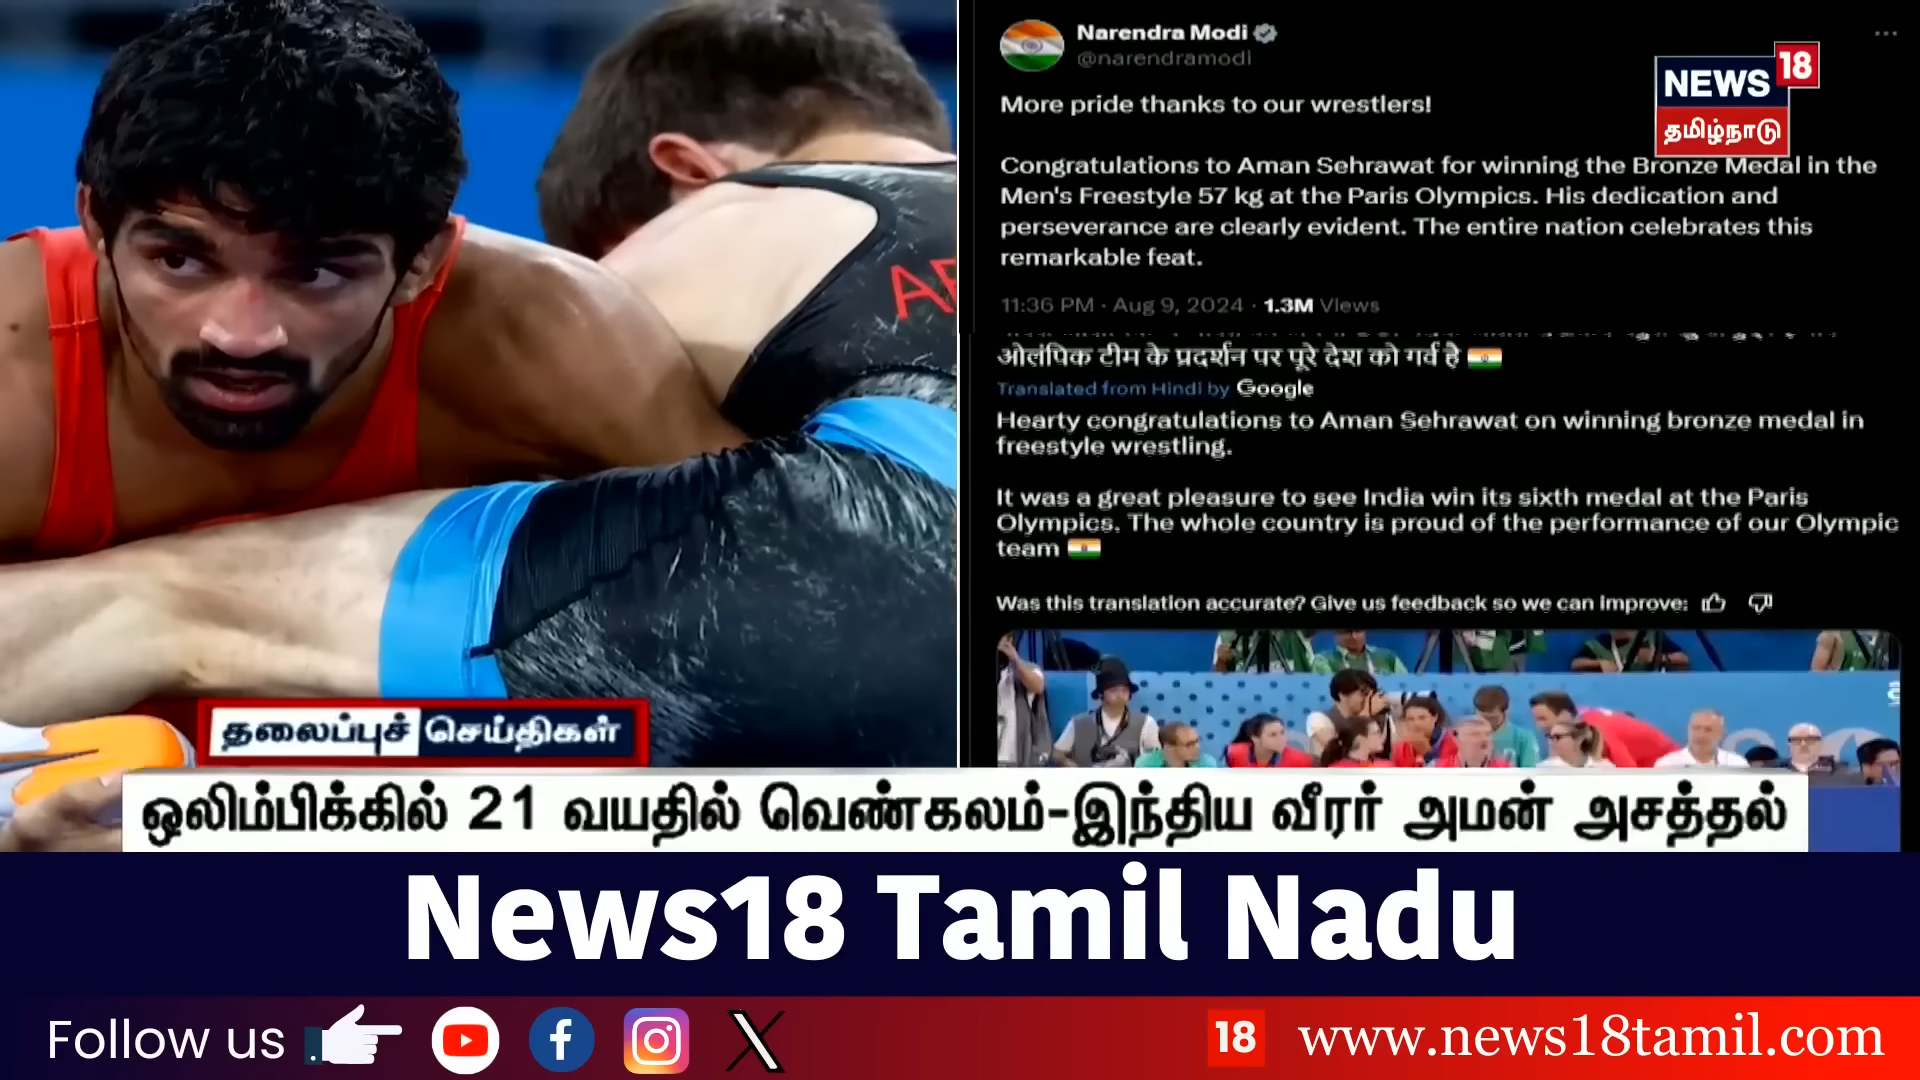 Narendra Modi
@narendramodi
NEWS 18
தமிழ்நாடு
More pride thanks to our wrestlers!
Congratulations to Aman Sehrawat for winning the Bronze Medal in the
Men's Freestyle 57 kg at the Paris Olympics. His dedication and
perseverance are clearly evident. The entire nation celebrates this
remarkable feat.
11:36 PM · Aug 9, 2024 · 1.3M Views
ओलंपिक टीम के प्रदर्शन पर पूरे देश को गर्व है
Translated from Hindi by Google
Hearty congratulations to Aman Sehrawat on winning bronze medal in
freestyle wrestling.
It was a great pleasure to see India win its sixth medal at the Paris
Olympics. The whole country is proud of the performance of our Olympic
team
Was this translation accurate? Give us feedback so we can improve:
தலைப்புச் செய்திகள்
ஒலிம்பிக்கில் 21 வயதில் வெண்கலம்-இந்திய வீரர் அமன் அசத்தல்
News18 Tamil Nadu
Follow us
18 www.news18tamil.com